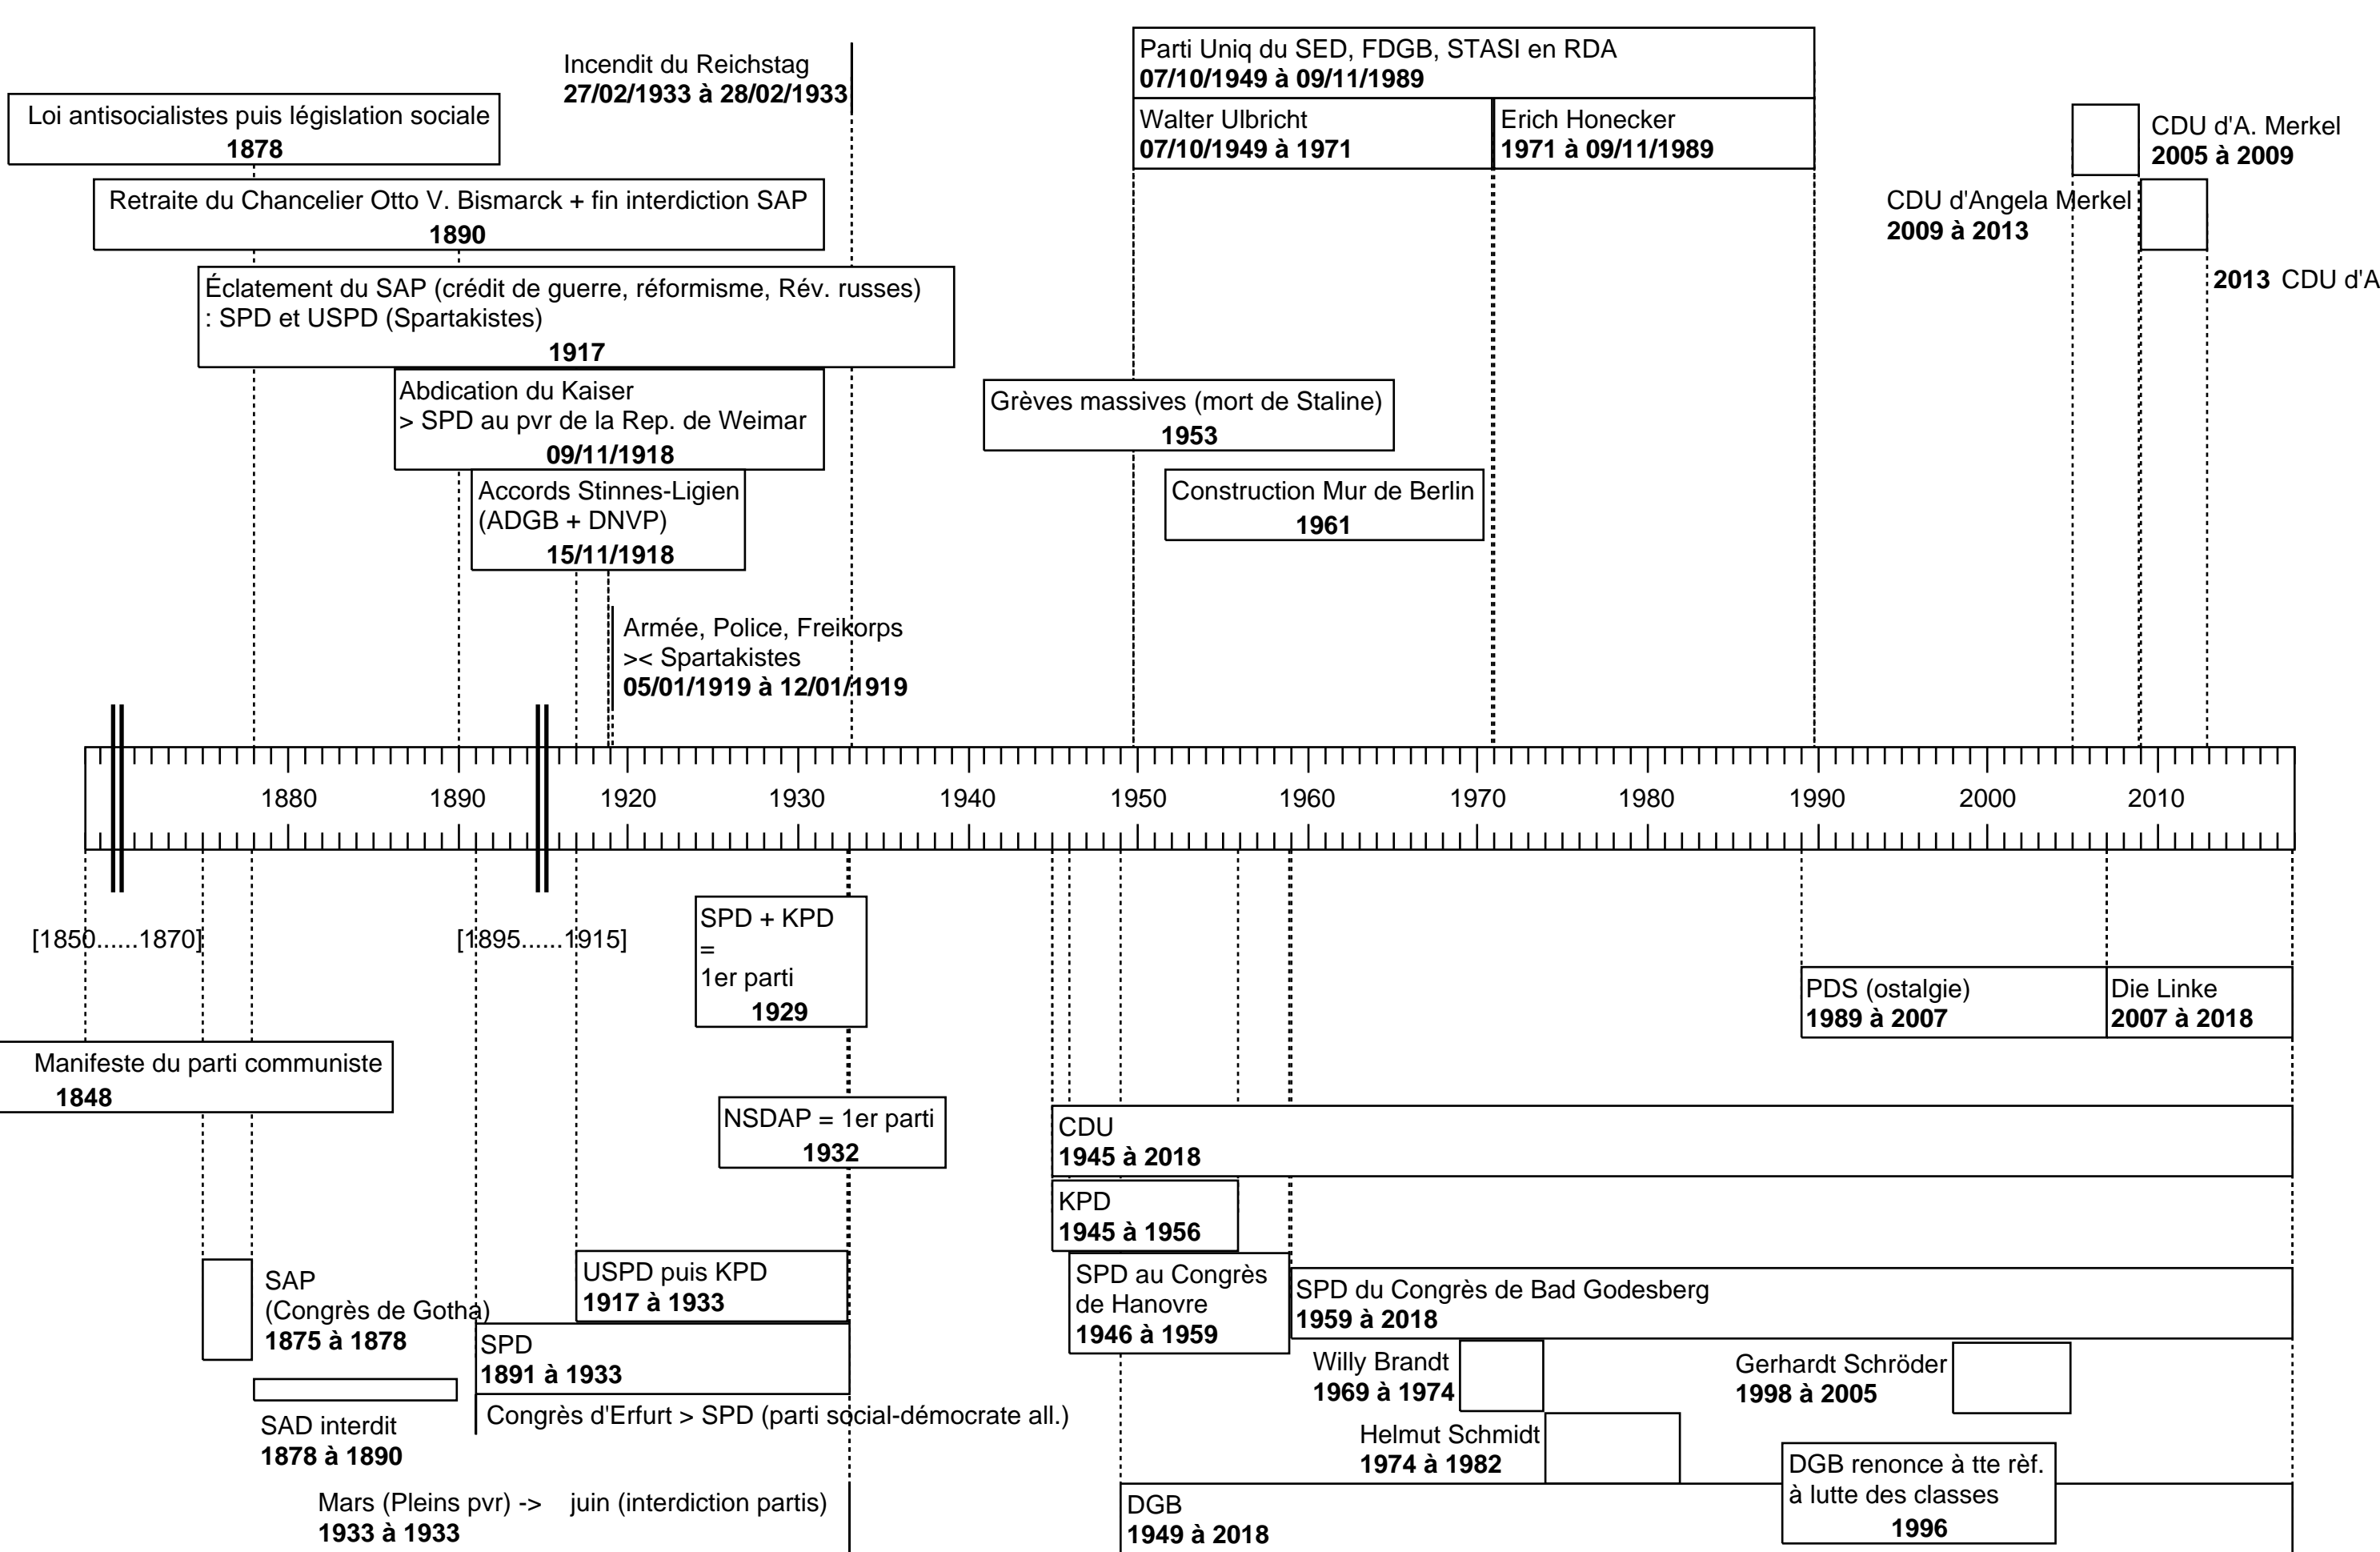 Incendit du Reichstag
27/02/1933 à 28/02/1933
Parti Uniq du SED, FDGB, STASI en RDA
07/10/1949 à 09/11/1989
Loi antisocialistes puis législation sociale
1878
Walter Ulbricht
07/10/1949 à 1971
Erich Honecker
1971 à 09/11/1989
CDU d'A. Merkel
2005 à 2009
Retraite du Chancelier Otto V. Bismarck + fin interdiction SAP
1890
CDU d'Angela Merkel
2009 à 2013
2013 CDU d'A
Éclatement du SAP (crédit de guerre, réformisme, Rév. russes)
: SPD et USPD (Spartakistes)
1917
Abdication du Kaiser
> SPD au pvr de la Rep. de Weimar
09/11/1918
Grèves massives (mort de Staline)
1953
Accords Stinnes-Ligien
(ADGB + DNVP)
15/11/1918
Construction Mur de Berlin
1961
Armée, Police, Freikorps
>< Spartakistes
05/01/1919 à 12/01/1919
1880 1890 1920 1930 1940 1950 1960 1970 1980 1990 2000 2010
[1850......1870]
[1895......1915]
SPD + KPD
=
1er parti
1929
PDS (ostalgie)
1989 à 2007
Die Linke
2007 à 2018
Manifeste du parti communiste
1848
NSDAP = 1er parti
1932
CDU
1945 à 2018
KPD
1945 à 1956
SAP
(Congrès de Gotha)
1875 à 1878
USPD puis KPD
1917 à 1933
SPD au Congrès
de Hanovre
1946 à 1959
SPD du Congrès de Bad Godesberg
1959 à 2018
SPD
1891 à 1933
Willy Brandt
1969 à 1974
Gerhardt Schröder
1998 à 2005
Congrès d'Erfurt > SPD (parti social-démocrate all.)
SAD interdit
1878 à 1890
Helmut Schmidt
1974 à 1982
DGB renonce à tte rèf.
à lutte des classes
1996
Mars (Pleins pvr) -> juin (interdiction partis)
1933 à 1933
DGB
1949 à 2018